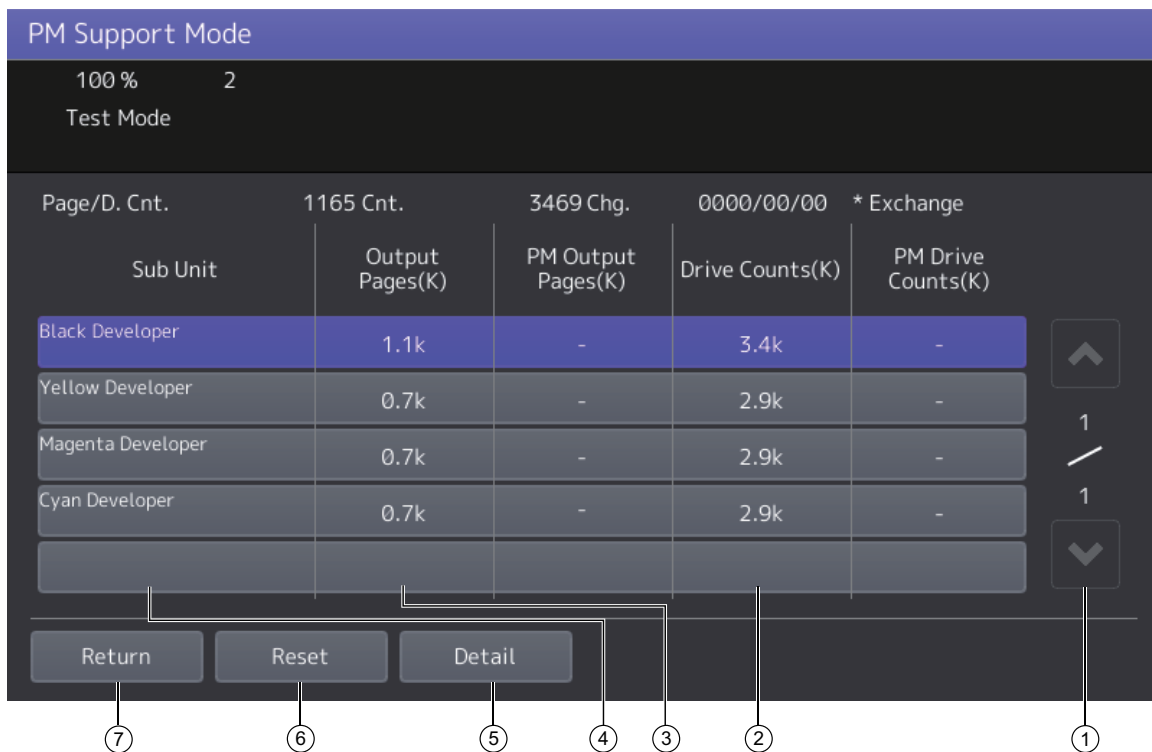 PM Support Mode
100 % 2
Test Mode
Page/D. Cnt. 1165 Cnt. 3469 Chg. 0000/00/00 * Exchange
Sub Unit Output Pages(K) PM Output Pages(K) Drive Counts(K) PM Drive Counts(K)
Black Developer 1.1k - 3.4k -
Yellow Developer 0.7k - 2.9k -
1
Magenta Developer 0.7k - 2.9k -
Cyan Developer 0.7k - 2.9k -
1
Return Reset Detail
7 6 5 4 3 2 1